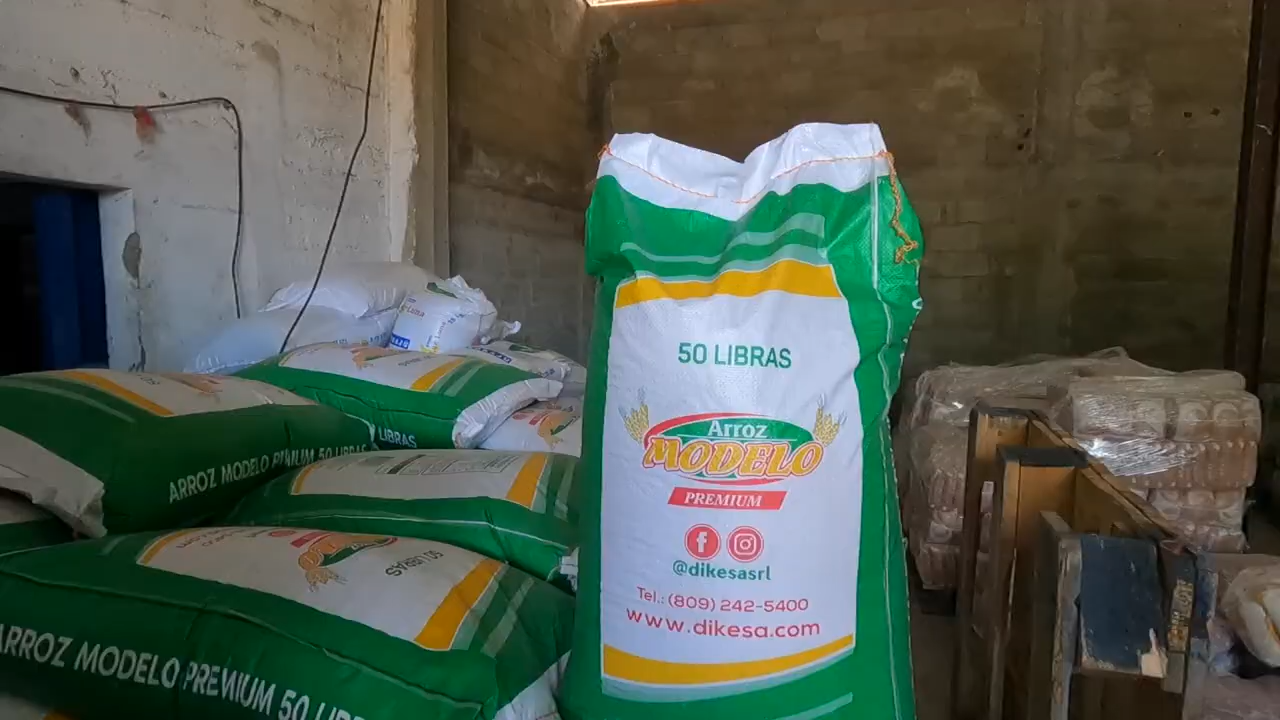 50 LIBRAS
Arroz
MODELO
PREMIUM
@dikesasrl
Tel.: (809) 242-5400
www.dikesa.com
LIBRAS
ARROZ MODELO PREMIUM 50 LIBRAS
50 LIBRAS
ARROZ MODELO PREMIUM 50